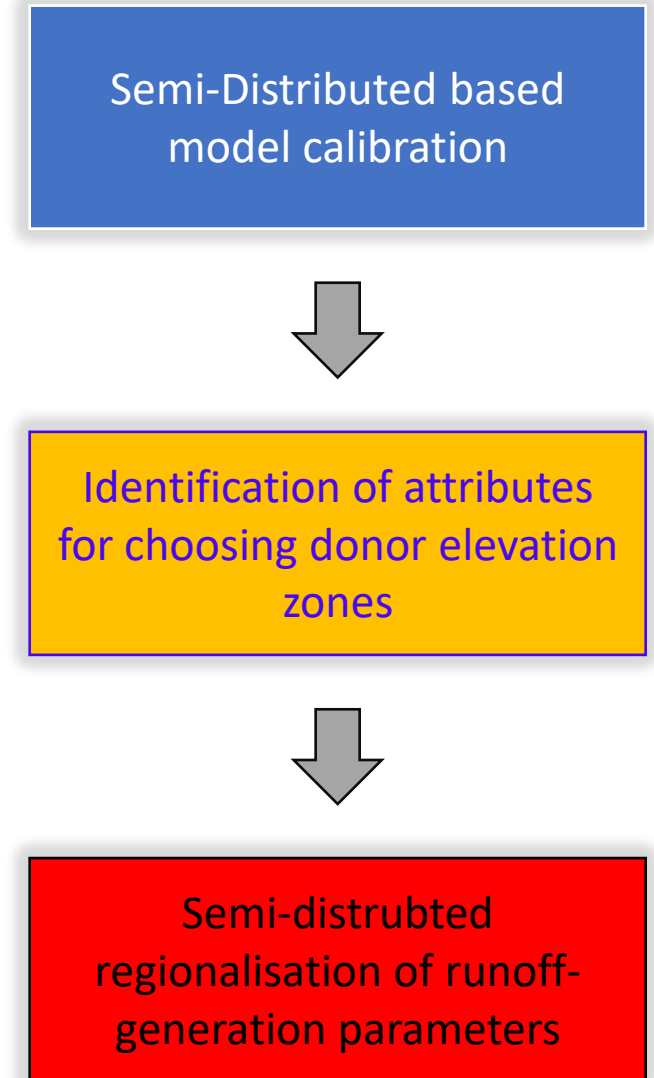 Semi-Distributed based
model calibration
Identification of attributes
for choosing donor elevation
zones
Semi-distrubted
regionalisation of runoff-
generation parameters